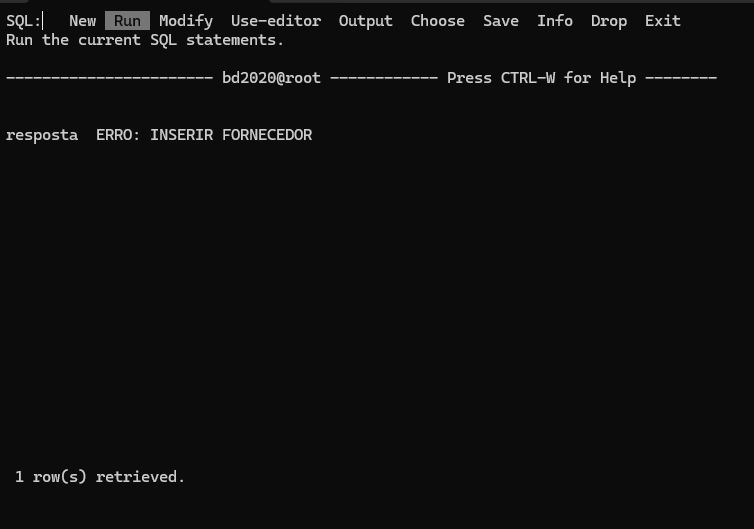 SQL:   New  Run  Modify  Use-editor  Output  Choose  Save  Info  Drop  Exit
Run the current SQL statements.
----------------------- bd2020@root ------------ Press CTRL-W for Help --------
resposta  ERRO: INSERIR FORNECEDOR
1 row(s) retrieved.